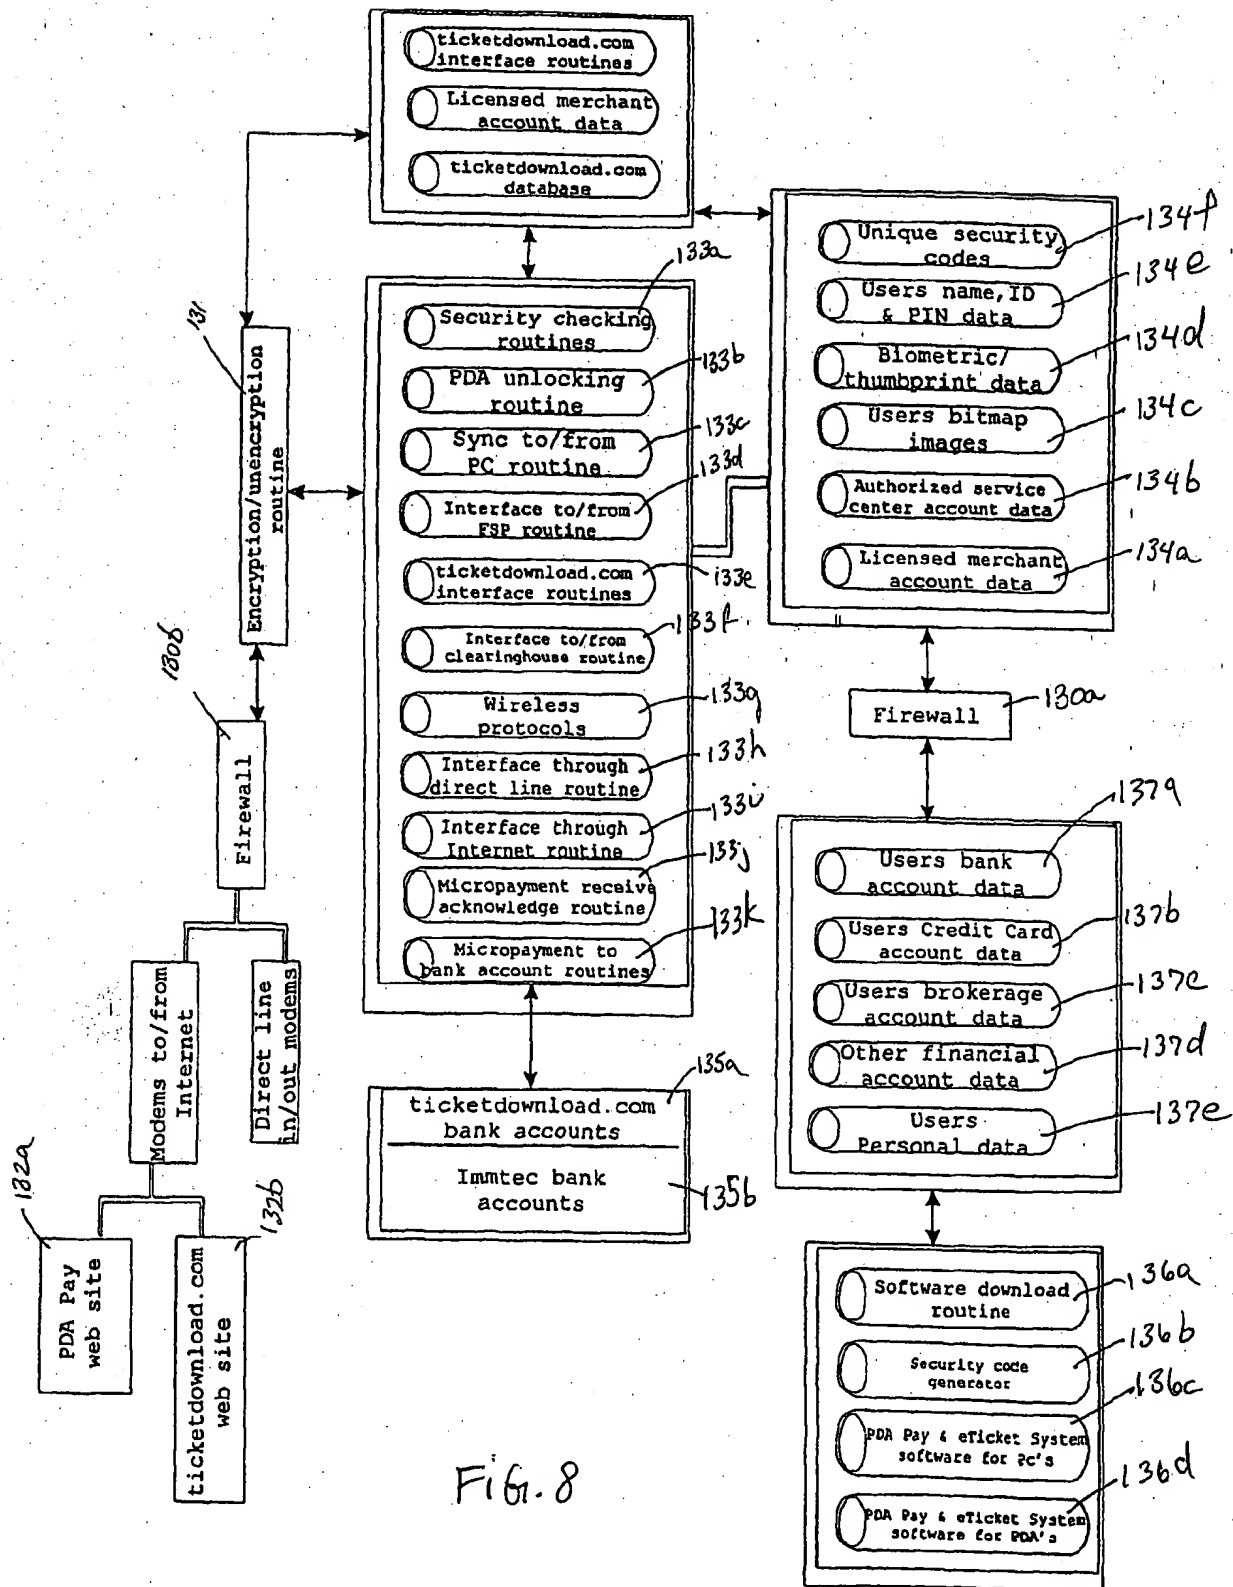 ticketdownload.com
interface routines
Licensed merchant
account data
ticketdownload.com
database
133a
Security checking
routines
133b
PDA unlocking
routine
133c
Sync to/from
PC routine
133d
Interface to/from
FSP routine
133e
ticketdownload.com
interface routines
133f
Interface to/from
clearinghouse routine
133g
Wireless
protocols
133h
Interface through
direct line routine
133i
Interface through
Internet routine
133j
Micropayment receive
acknowledge routine
133k
Micropayment to
bank account routines
135a
ticketdownload.com
bank accounts
Immtec bank
accounts
135b
131
Encryption/unencryption
routine
130b
Firewall
Modems to/from
Internet
Direct line
in/out modems
132a
PDA Pay
web site
132b
ticketdownload.com
web site
134f
Unique security
codes
134e
Users name, ID
& PIN data
134d
Biometric/
thumbprint data
134c
Users bitmap
images
134b
Authorized service
center account data
134a
Licensed merchant
account data
130a
Firewall
137a
Users bank
account data
137b
Users Credit Card
account data
137c
Users brokerage
account data
137d
Other financial
account data
137e
Users
Personal data
136a
Software download
routine
136b
Security code
generator
136c
PDA Pay & eTicket System
software for PC's
136d
PDA Pay & eTicket System
software for PDA's
FIG. 8